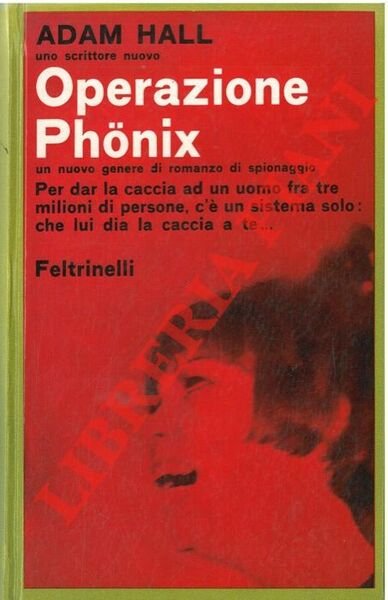 ADAM HALL
uno scrittore nuovo
Operazione
Phönix
un nuovo genere di romanzo di spionaggio
Per dar la caccia ad un uomo fra tre
milioni di persone, c'è un sistema solo:
che lui dia la caccia a te...
Feltrinelli
LIBRERIA PIANI